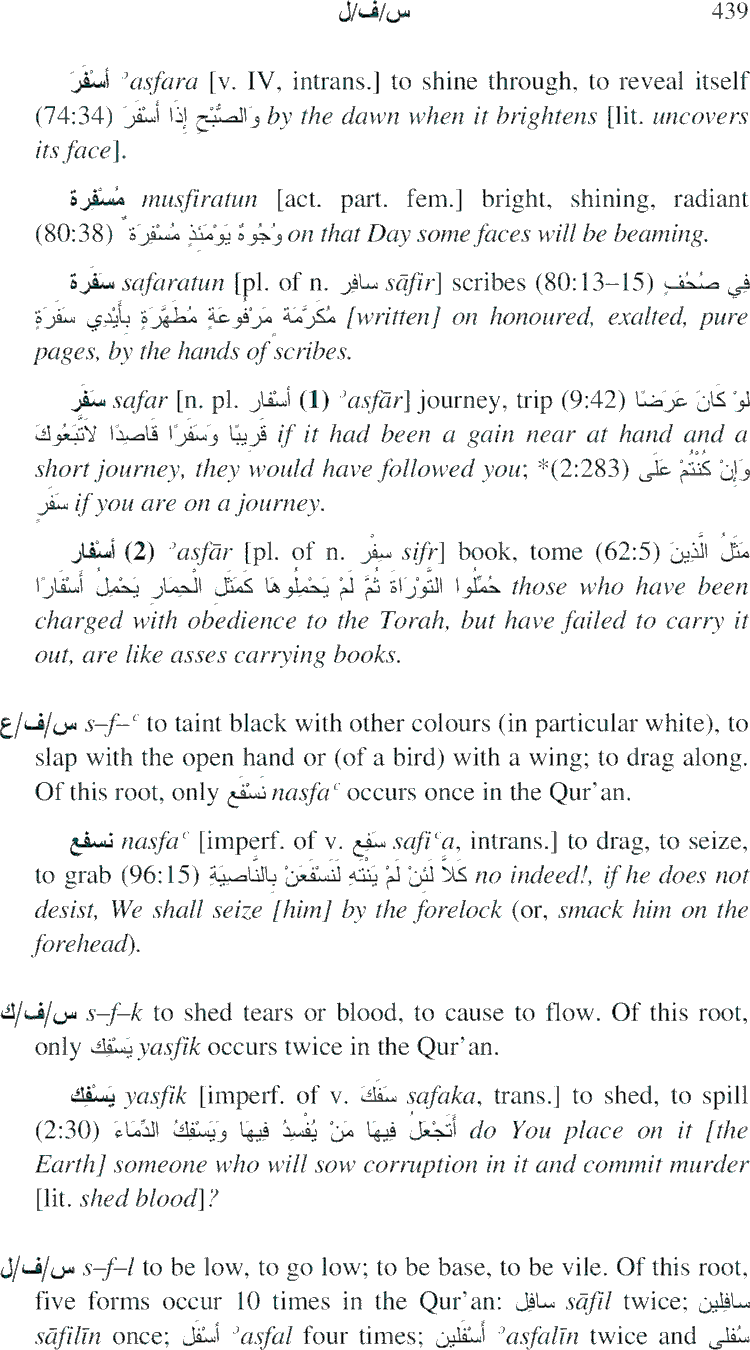 س/ف/ل 439
أَسْفَرَ ʾasfara [v. IV, intrans.] to shine through, to reveal itself
(74:34) وَالصُّبْحِ إِذَا أَسْفَرَ by the dawn when it brightens [lit. uncovers
its face].
مُسْفِرة musfiratun [act. part. fem.] bright, shining, radiant
(80:38) وُجُوهٌ يَوْمَئِذٍ مُسْفِرَةٌ on that Day some faces will be beaming.
سَفَرة safaratun [pl. of n. سافِر sāfir] scribes (80:13–15) فِي صُحُفٍ
مُكَرَّمَة مَرْفُوعَةٍ مُطَهَّرَةٍ بِأَيْدِي سَفَرَةٍ [written] on honoured, exalted, pure
pages, by the hands of scribes.
سَفَر safar [n. pl. أسْفار (1) ʾasfār] journey, trip (9:42) لَوْ كَانَ عَرَضًا
قَرِيبًا وَسَفَرًا قَاصِدًا لاَتَّبَعُوكَ if it had been a gain near at hand and a
short journey, they would have followed you; *(2:283) وَإِنْ كُنْتُمْ عَلَى
سَفَرٍ if you are on a journey.
أسْفار (2) ʾasfār [pl. of n. سِفْر sifr] book, tome (62:5) مَثَلُ الَّذِينَ
حُمِّلُوا التَّوْرَاةَ ثُمَّ لَمْ يَحْمِلُوهَا كَمَثَلِ الْحِمَارِ يَحْمِلُ أَسْفَارًا those who have been
charged with obedience to the Torah, but have failed to carry it
out, are like asses carrying books.
س/ف/ع s–f–ʿ to taint black with other colours (in particular white), to
slap with the open hand or (of a bird) with a wing; to drag along.
Of this root, only نَسْفَع nasfaʿ occurs once in the Qur’an.
نسفع nasfaʿ [imperf. of v. سَفِع safiʿa, intrans.] to drag, to seize,
to grab (96:15) كَلاَّ لَئِنْ لَمْ يَنْتَهِ لَنَسْفَعَنْ بِالنَّاصِيَةِ no indeed!, if he does not
desist, We shall seize [him] by the forelock (or, smack him on the
forehead).
س/ف/ك s–f–k to shed tears or blood, to cause to flow. Of this root,
only يَسْفِك yasfik occurs twice in the Qur’an.
يَسْفِك yasfik [imperf. of v. سَفَكَ safaka, trans.] to shed, to spill
(2:30) أَتَجْعَلُ فِيهَا مَنْ يُفْسِدُ فِيهَا وَيَسْفِكُ الدِّمَاءَ do You place on it [the
Earth] someone who will sow corruption in it and commit murder
[lit. shed blood]?
س/ف/ل s–f–l to be low, to go low; to be base, to be vile. Of this root,
five forms occur 10 times in the Qur’an: سافِل sāfil twice; سافِلين
sāfilīn once; أسْفَل ʾasfal four times; أسْفَلين ʾasfalīn twice and سُفلى